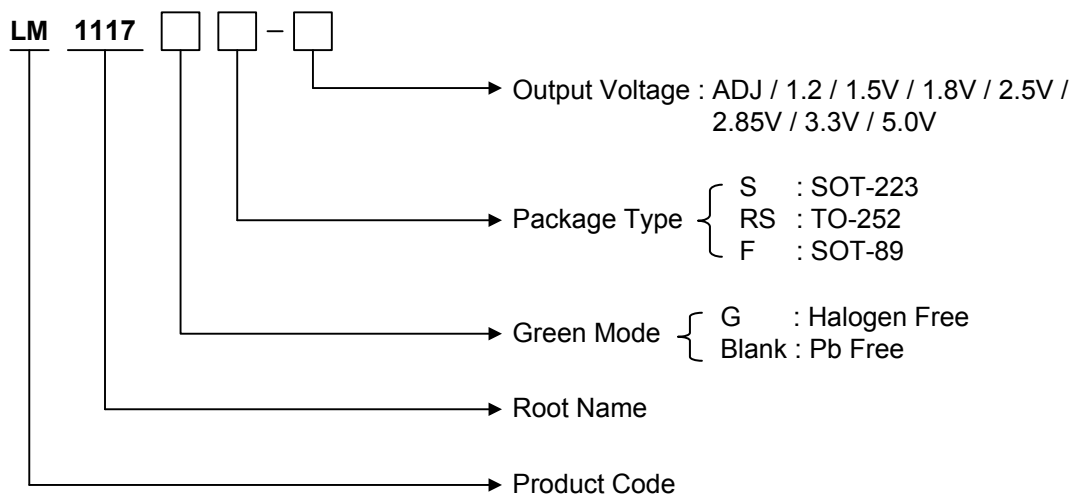 LM 1117 –
Output Voltage : ADJ / 1.2 / 1.5V / 1.8V / 2.5V /
2.85V / 3.3V / 5.0V
Package Type
S : SOT-223
RS : TO-252
F : SOT-89
Green Mode
G : Halogen Free
Blank : Pb Free
Root Name
Product Code